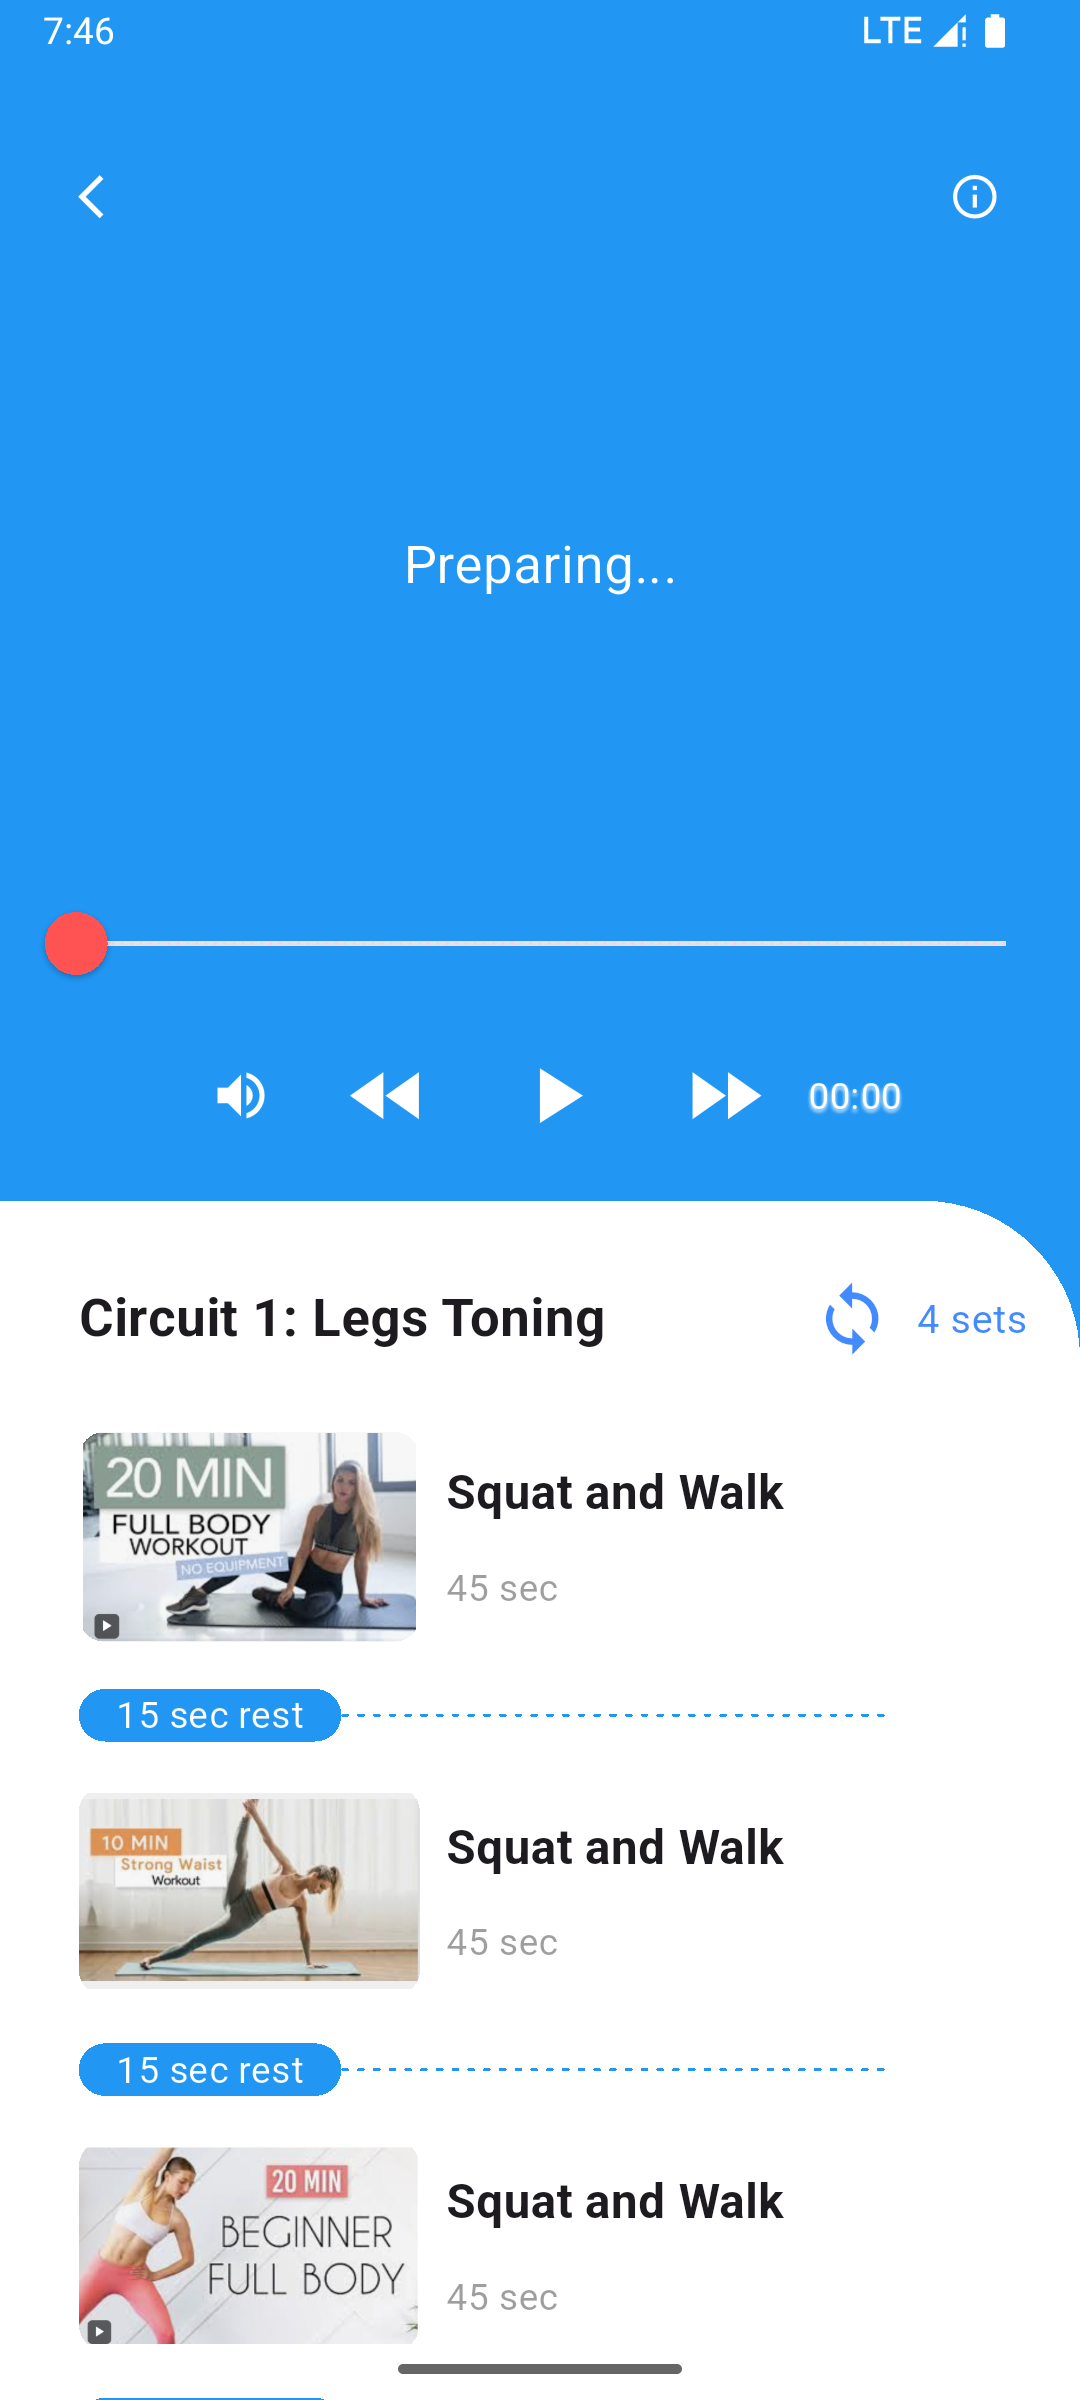 7:46
LTE
Preparing...
00:00
Circuit 1: Legs Toning
4 sets
20 MIN
FULL BODY
WORKOUT
NO EQUIPMENT
Squat and Walk
45 sec
15 sec rest
10 MIN
Strong Waist
Workout
Squat and Walk
45 sec
15 sec rest
20 MIN
BEGINNER
FULL BODY
Squat and Walk
45 sec